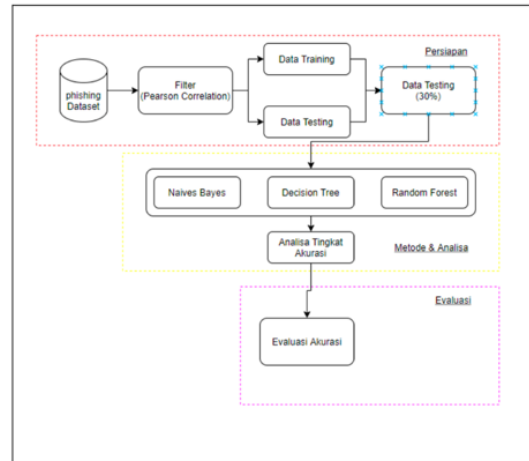 Persiapan
phishing
Dataset
Filter
(Pearson Correlation)
Data Training
Data Testing
Data Testing
(30%)
Naives Bayes
Decision Tree
Random Forest
Analisa Tingkat
Akurasi
Metode & Analisa
Evaluasi
Evaluasi Akurasi